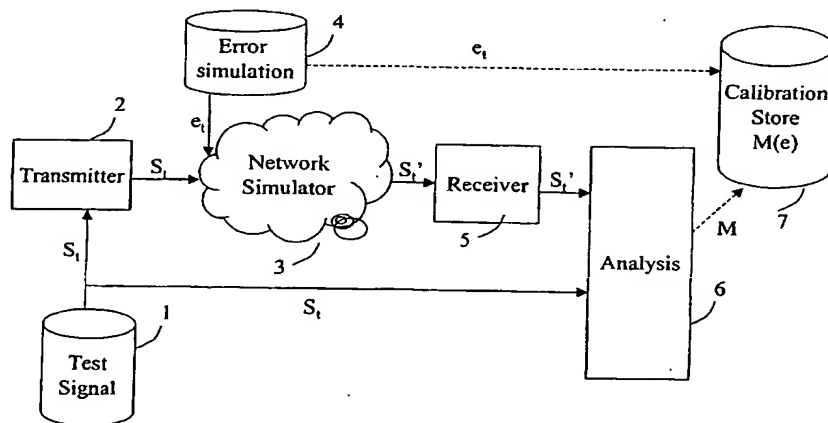 4
Error
simulation
e_t
Calibration
Store
M(e)
7
2
Transmitter
S_t
e_t
Network
Simulator
3
S_t'
Receiver
5
S_t'
Analysis
6
M
S_t
S_t
1
Test
Signal